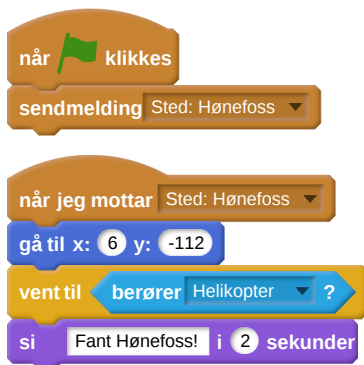 når klikkes
sendmelding Sted: Hønefoss
når jeg mottar Sted: Hønefoss
gå til x: 6 y: -112
vent til berører Helikopter ?
si Fant Hønefoss! i 2 sekunder